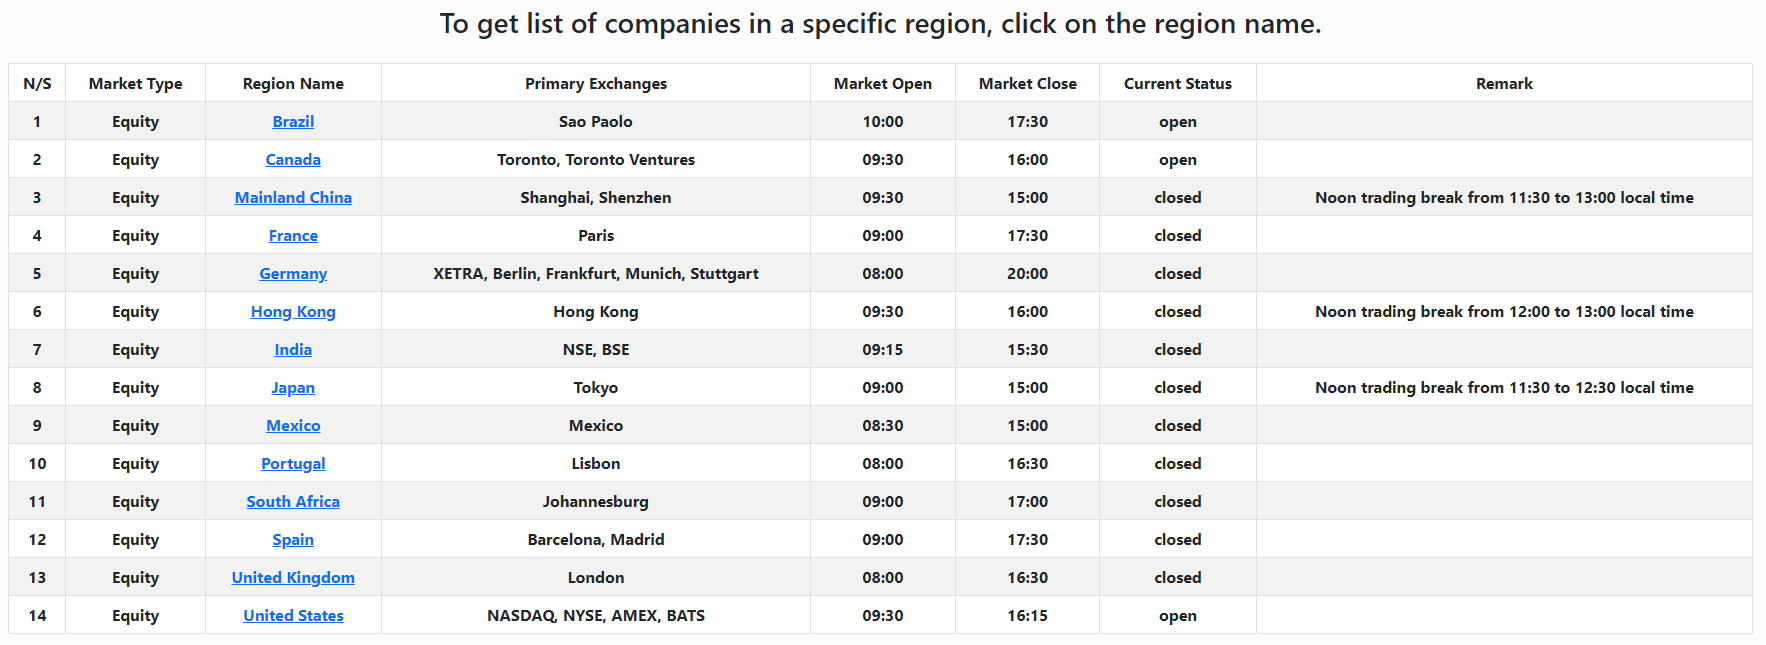 To get list of companies in a specific region, click on the region name.
N/S Market Type Region Name Primary Exchanges Market Open Market Close Current Status Remark
1 Equity Brazil Sao Paolo 10:00 17:30 open
2 Equity Canada Toronto, Toronto Ventures 09:30 16:00 open
3 Equity Mainland China Shanghai, Shenzhen 09:30 15:00 closed Noon trading break from 11:30 to 13:00 local time
4 Equity France Paris 09:00 17:30 closed
5 Equity Germany XETRA, Berlin, Frankfurt, Munich, Stuttgart 08:00 20:00 closed
6 Equity Hong Kong Hong Kong 09:30 16:00 closed Noon trading break from 12:00 to 13:00 local time
7 Equity India NSE, BSE 09:15 15:30 closed
8 Equity Japan Tokyo 09:00 15:00 closed Noon trading break from 11:30 to 12:30 local time
9 Equity Mexico Mexico 08:30 15:00 closed
10 Equity Portugal Lisbon 08:00 16:30 closed
11 Equity South Africa Johannesburg 09:00 17:00 closed
12 Equity Spain Barcelona, Madrid 09:00 17:30 closed
13 Equity United Kingdom London 08:00 16:30 closed
14 Equity United States NASDAQ, NYSE, AMEX, BATS 09:30 16:15 open